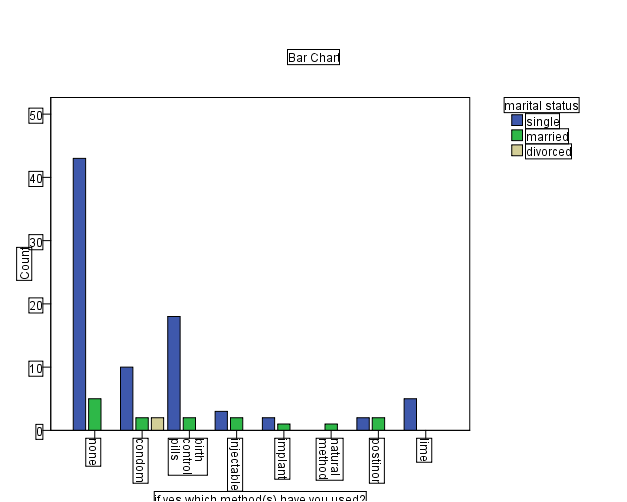 Bar Chart
marital status
single
married
divorced
50
40
30
20
10
0
Count
none
condom
birth
control
pills
injectable
implant
natural
method
postinor
lime
if yes which method(s) have you used?